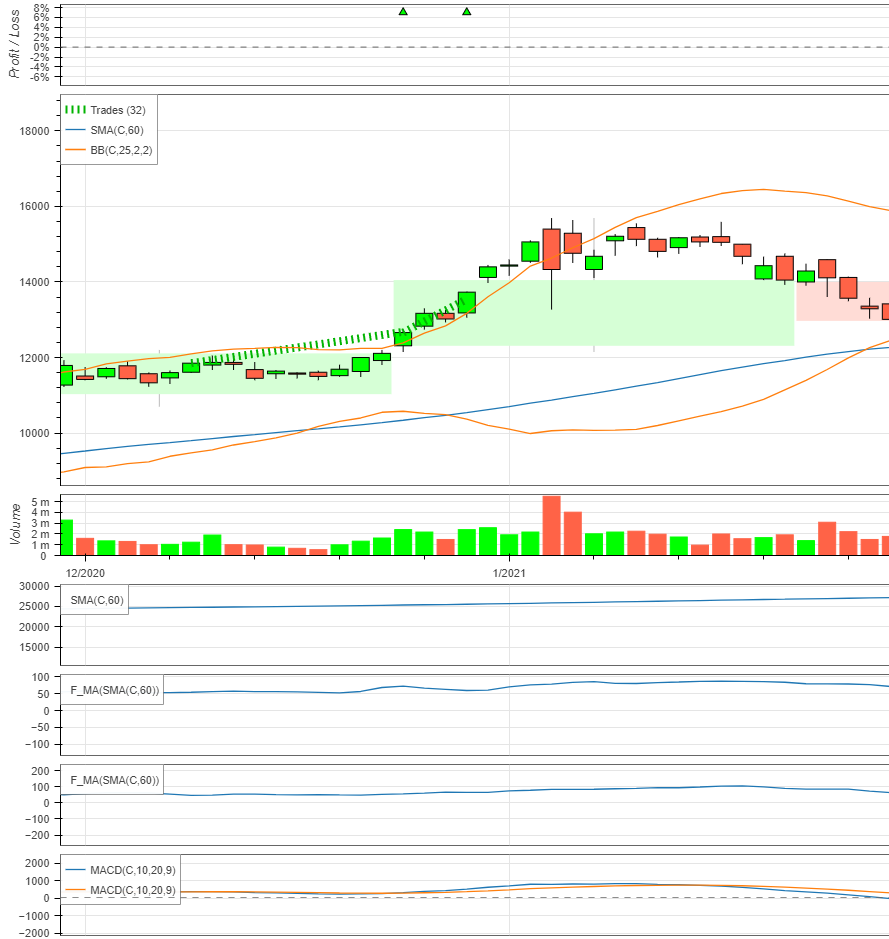 Profit / Loss
8%
6%
4%
2%
0%
-2%
-4%
-6%
Trades (32)
SMA(C,60)
BB(C,25,2,2)
18000
16000
14000
12000
10000
Volume
5 m
4 m
3 m
2 m
1 m
0
12/2020
1/2021
30000
SMA(C,60)
25000
20000
15000
100
F_MA(SMA(C,60))
50
0
−50
−100
200
F_MA(SMA(C,60))
100
0
−100
−200
2000
MACD(C,10,20,9)
1000
MACD(C,10,20,9)
0
−1000
−2000